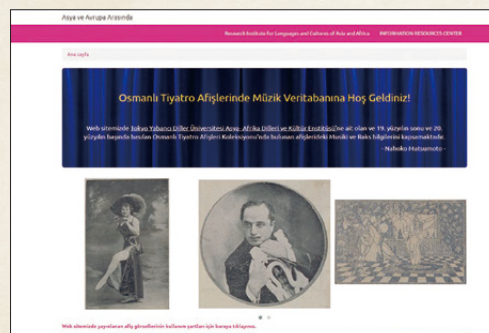 Asya ve Avrupa Arasında
Research Institute for Languages and Cultures of Asia and Africa INFORMATION RESOURCES CENTER
Ana sayfa
Osmanlı Tiyatro Afişlerinde Müzik Veritabanına Hoş Geldiniz!
Web sitemizde Tokyo Yabancı Diller Üniversitesi Asya-Afrika Dilleri ve Kültür Enstitüsü'ne ait olan ve 19. yüzyılın sonu ve 20.
yüzyılın başında basılan Osmanlı Tiyatro Afişleri Koleksiyonu'nda bulunan afişlerdeki Musiki ve Raks bilgilerini kapsamaktadır.
- Nahoko Matsumoto -
Web sitemizde yayınlanan afiş görsellerinin kullanım şartları için buraya tıklayınız.